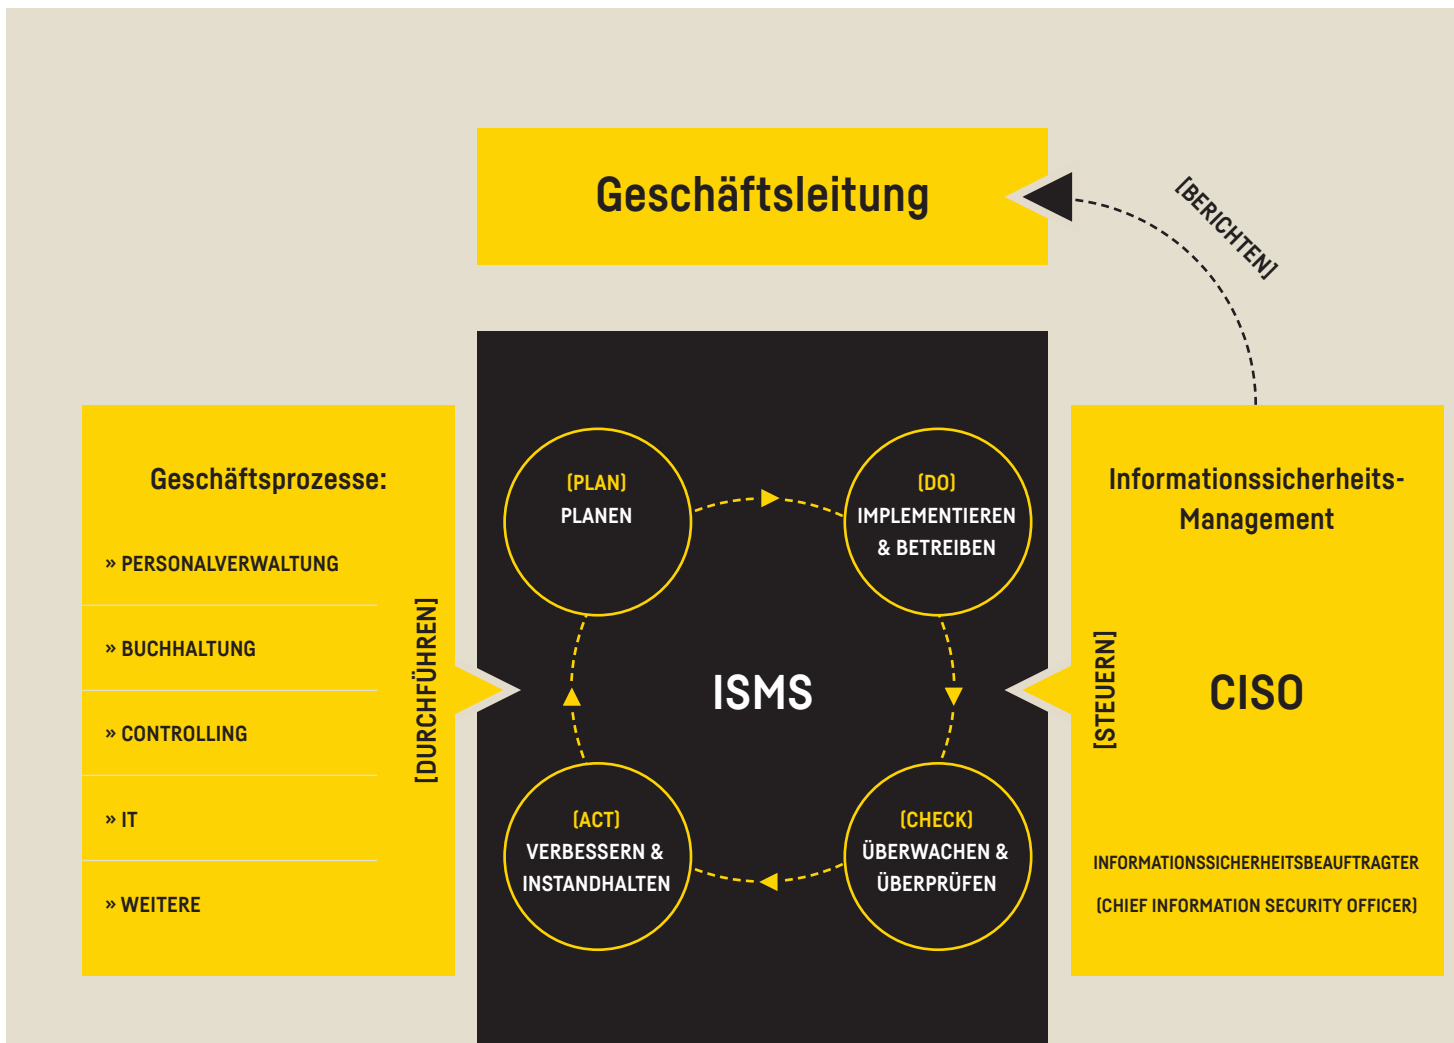 Geschäftsleitung
[BERICHTEN]
Geschäftsprozesse:
» PERSONALVERWALTUNG
» BUCHHALTUNG
» CONTROLLING
» IT
» WEITERE
[DURCHFÜHREN]
(PLAN)
PLANEN
(DO)
IMPLEMENTIEREN
& BETREIBEN
ISMS
(ACT)
VERBESSERN &
INSTANDHALTEN
(CHECK)
ÜBERWACHEN &
ÜBERPRÜFEN
Informationssicherheits-
Management
[STEUERN]
CISO
INFORMATIONSSICHERHEITSBEAUFTRAGTER
(CHIEF INFORMATION SECURITY OFFICER)